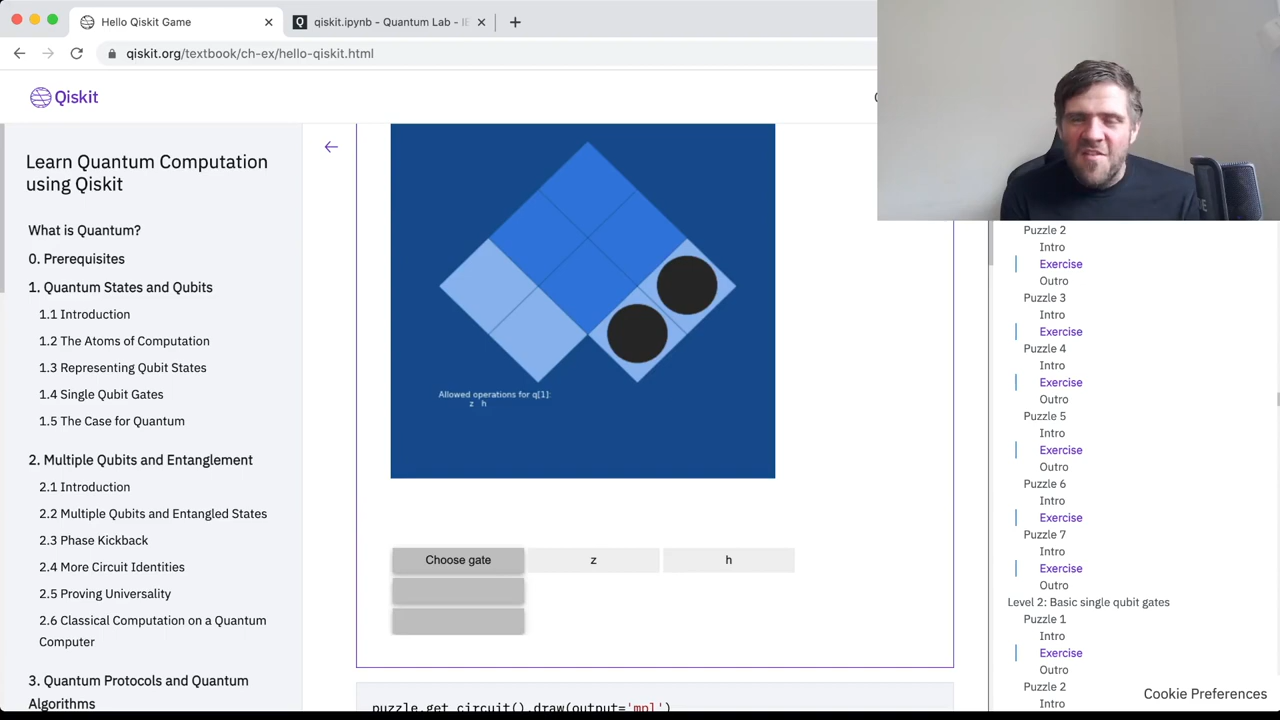 Hello Qiskit Game
qiskit.ipynb - Quantum Lab - IE
qiskit.org/textbook/ch-ex/hello-qiskit.html
Qiskit
Learn Quantum Computation
using Qiskit
What is Quantum?
0. Prerequisites
1. Quantum States and Qubits
1.1 Introduction
1.2 The Atoms of Computation
1.3 Representing Qubit States
1.4 Single Qubit Gates
1.5 The Case for Quantum
2. Multiple Qubits and Entanglement
2.1 Introduction
2.2 Multiple Qubits and Entangled States
2.3 Phase Kickback
2.4 More Circuit Identities
2.5 Proving Universality
2.6 Classical Computation on a Quantum
Computer
3. Quantum Protocols and Quantum
Algorithms
Allowed operations for q[1]:
z h
Choose gate
z
h
puzzle.get_circuit().draw(output='mpl')
Puzzle 2
Intro
Exercise
Outro
Puzzle 3
Intro
Exercise
Puzzle 4
Intro
Exercise
Outro
Puzzle 5
Intro
Exercise
Outro
Puzzle 6
Intro
Exercise
Puzzle 7
Intro
Exercise
Outro
Level 2: Basic single qubit gates
Puzzle 1
Intro
Exercise
Outro
Puzzle 2
Intro
Cookie Preferences